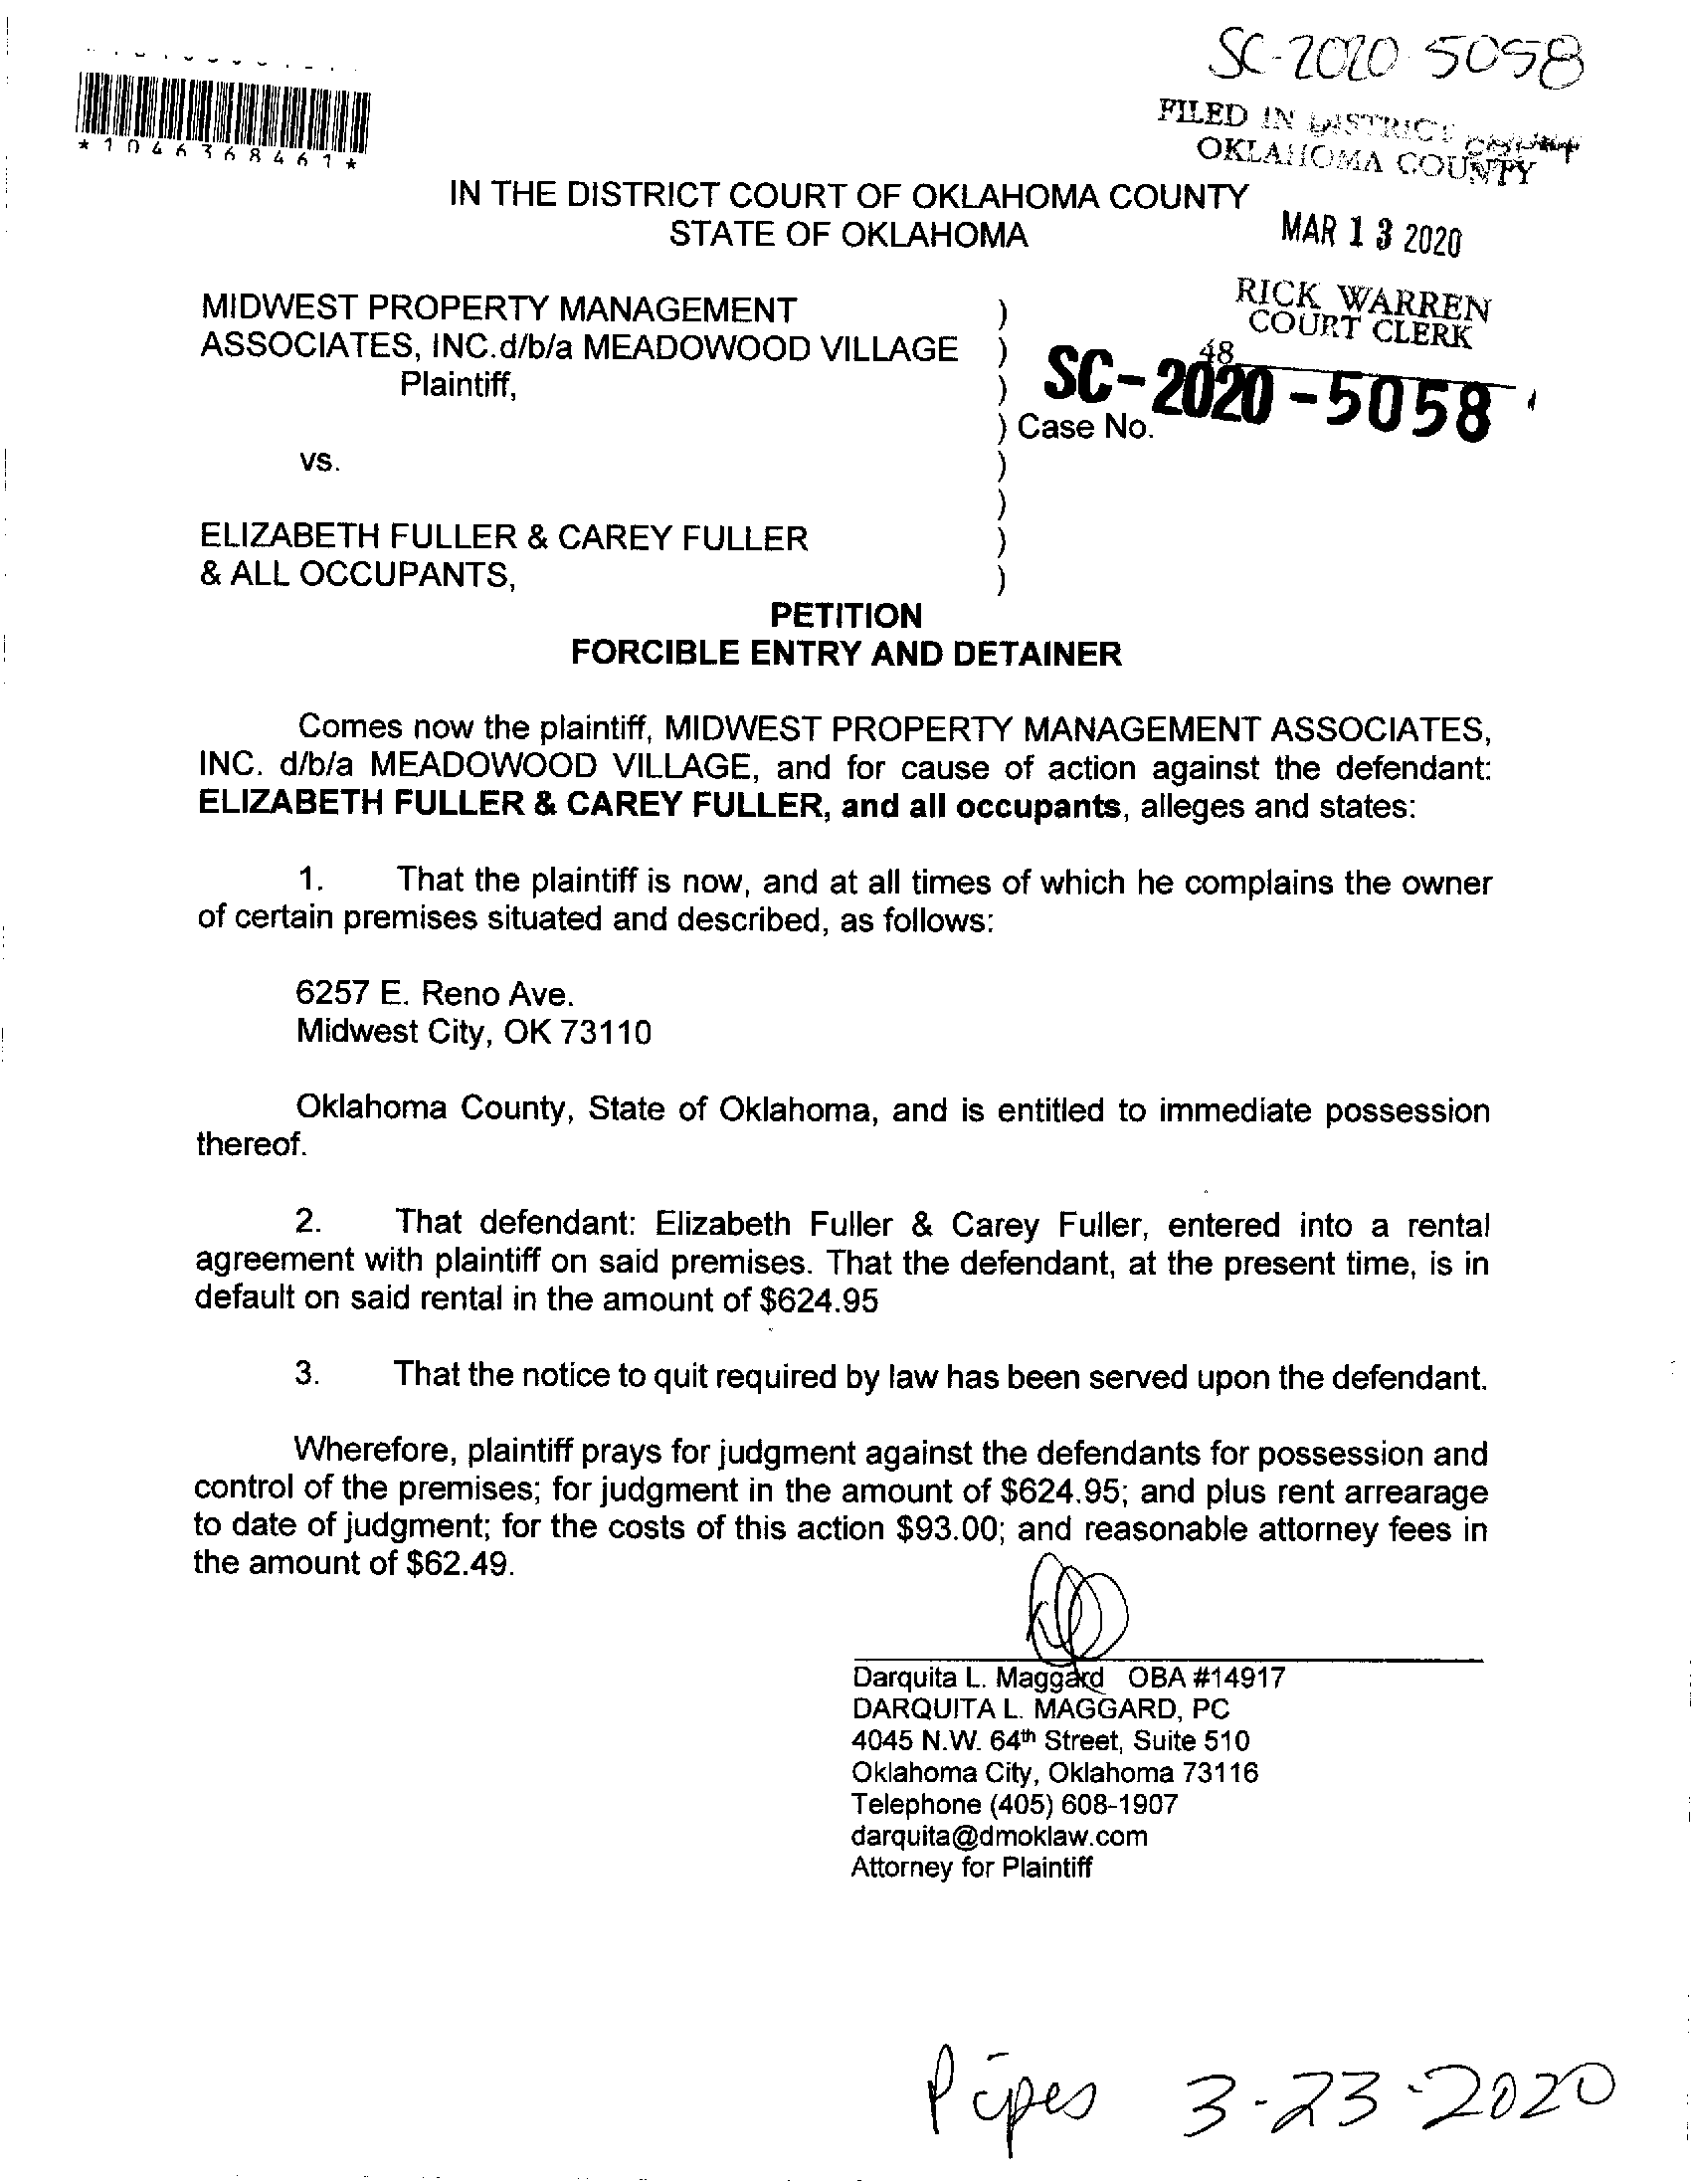 SC-2020-5058
*1046368461*
FILED IN DISTRICT COURT
OKLAHOMA COUNTY
IN THE DISTRICT COURT OF OKLAHOMA COUNTY
STATE OF OKLAHOMA
MAR 13 2020
RICK WARREN
COURT CLERK
48
MIDWEST PROPERTY MANAGEMENT )
ASSOCIATES, INC.d/b/a MEADOWOOD VILLAGE )
Plaintiff, )
SC-2020-5058
) Case No.
vs. )
)
ELIZABETH FULLER & CAREY FULLER )
& ALL OCCUPANTS, )
PETITION
FORCIBLE ENTRY AND DETAINER
Comes now the plaintiff, MIDWEST PROPERTY MANAGEMENT ASSOCIATES,
INC. d/b/a MEADOWOOD VILLAGE, and for cause of action against the defendant:
ELIZABETH FULLER & CAREY FULLER, and all occupants, alleges and states:
1. That the plaintiff is now, and at all times of which he complains the owner
of certain premises situated and described, as follows:
6257 E. Reno Ave.
Midwest City, OK 73110
Oklahoma County, State of Oklahoma, and is entitled to immediate possession
thereof.
2. That defendant: Elizabeth Fuller & Carey Fuller, entered into a rental
agreement with plaintiff on said premises. That the defendant, at the present time, is in
default on said rental in the amount of $624.95
3. That the notice to quit required by law has been served upon the defendant.
Wherefore, plaintiff prays for judgment against the defendants for possession and
control of the premises; for judgment in the amount of $624.95; and plus rent arrearage
to date of judgment; for the costs of this action $93.00; and reasonable attorney fees in
the amount of $62.49.
Darquita L. Maggard OBA #14917
DARQUITA L. MAGGARD, PC
4045 N.W. 64th Street, Suite 510
Oklahoma City, Oklahoma 73116
Telephone (405) 608-1907
darquita@dmoklaw.com
Attorney for Plaintiff
Pipes 3-23-2020